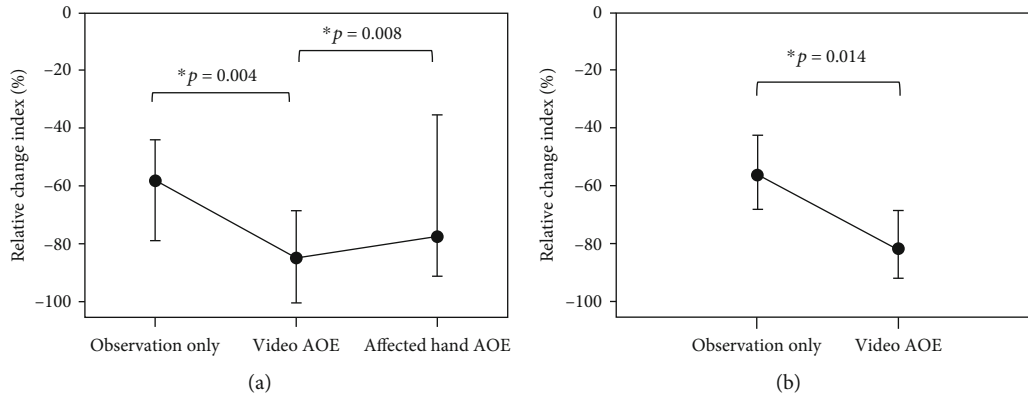 0
−20
−40
−60
−80
−100
Relative change index (%)
*p = 0.004
*p = 0.008
Observation only
Video AOE
Affected hand AOE
(a)
0
−20
−40
−60
−80
−100
Relative change index (%)
*p = 0.014
Observation only
Video AOE
(b)